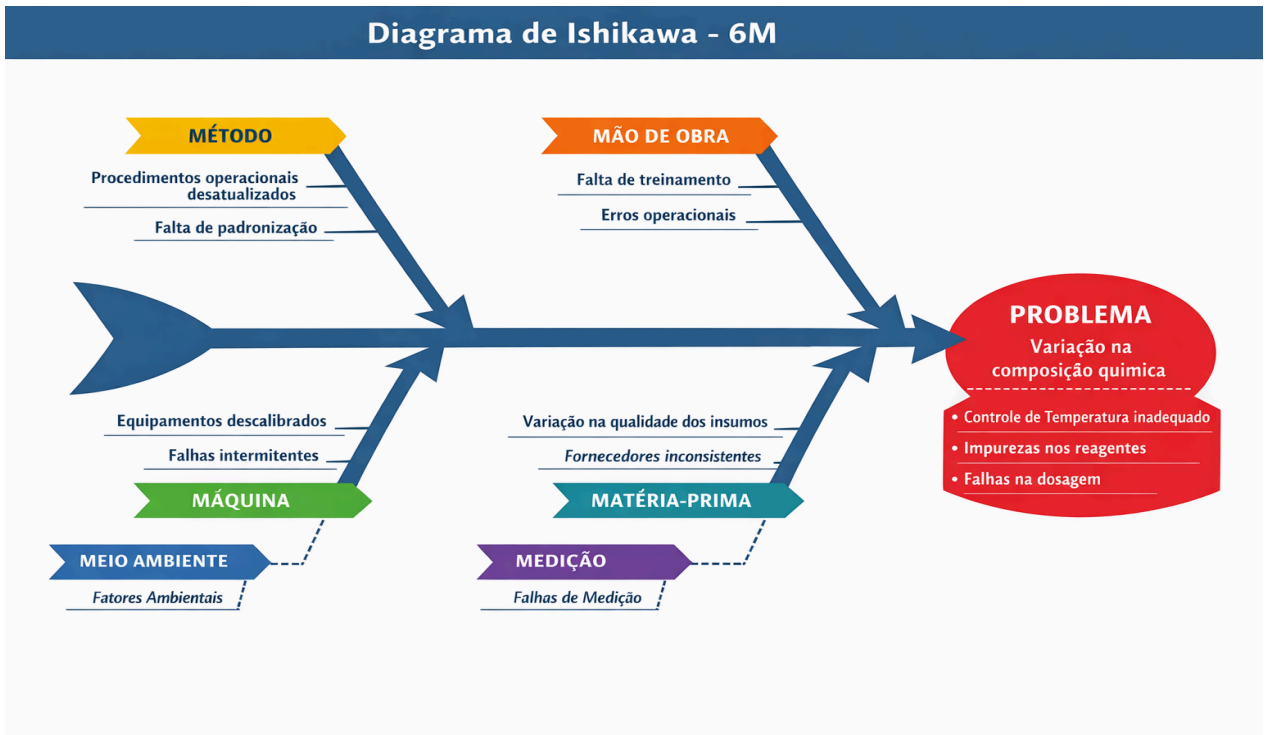 Diagrama de Ishikawa - 6M
MÉTODO
Procedimentos operacionais
desatualizados
Falta de padronização
MÃO DE OBRA
Falta de treinamento
Erros operacionais
PROBLEMA
Variação na
composição quimica
• Controle de Temperatura inadequado
• Impurezas nos reagentes
• Falhas na dosagem
Equipamentos descalibrados
Falhas intermitentes
MÁQUINA
Variação na qualidade dos insumos
Fornecedores inconsistentes
MATÉRIA-PRIMA
MEIO AMBIENTE
Fatores Ambientais
MEDIÇÃO
Falhas de Medição